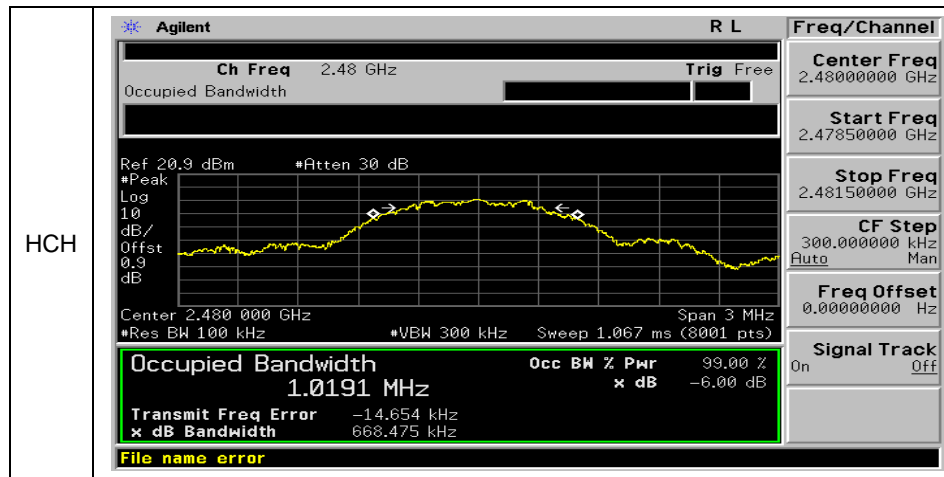 HCH
Agilent R L Freq/Channel
Ch Freq 2.48 GHz Trig Free
Occupied Bandwidth
Center Freq
2.48000000 GHz
Start Freq
2.47850000 GHz
Stop Freq
2.48150000 GHz
CF Step
300.000000 kHz
Auto Man
Freq Offset
0.00000000 Hz
Signal Track
On Off
Ref 20.9 dBm #Atten 30 dB
#Peak
Log
10
dB/
Offst
0.9
dB
Center 2.480 000 GHz Span 3 MHz
#Res BW 100 kHz #VBW 300 kHz Sweep 1.067 ms (8001 pts)
Occupied Bandwidth Occ BW % Pwr 99.00 %
1.0191 MHz x dB -6.00 dB
Transmit Freq Error -14.654 kHz
x dB Bandwidth 668.475 kHz
File name error